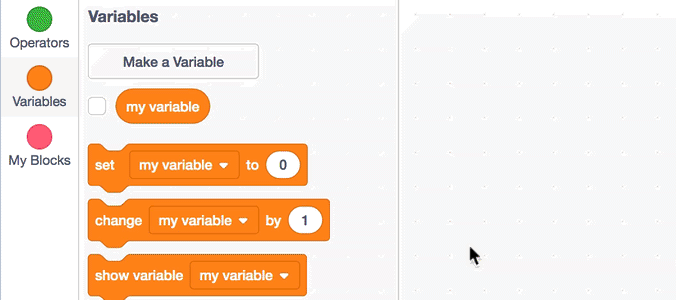 Variables
Operators
Make a Variable
Variables
my variable
My Blocks
set my variable to 0
change my variable by 1
show variable my variable